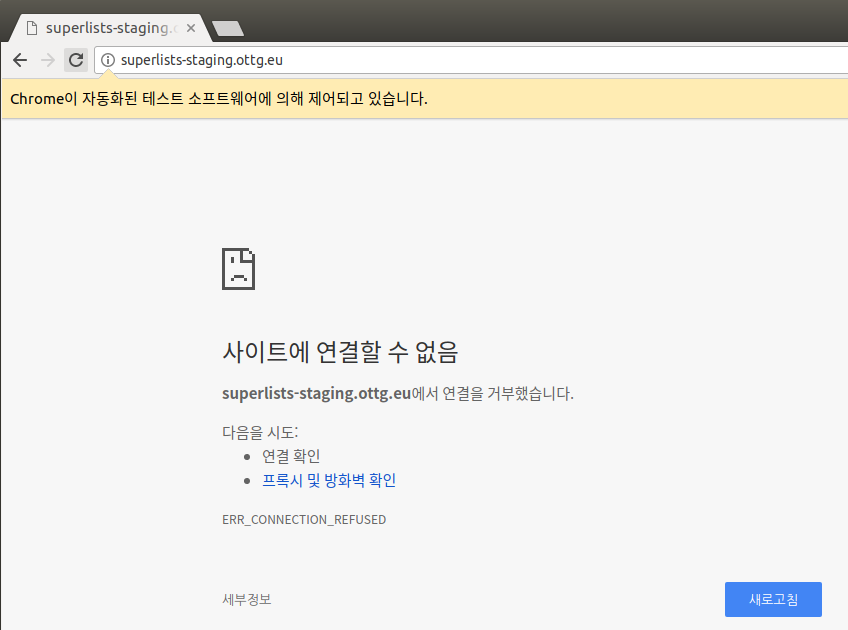 superlists-staging.
superlists-staging.ottg.eu
Chrome이 자동화된 테스트 소프트웨어에 의해 제어되고 있습니다.
사이트에 연결할 수 없음
superlists-staging.ottg.eu에서 연결을 거부했습니다.
다음을 시도:
연결 확인
프록시 및 방화벽 확인
ERR_CONNECTION_REFUSED
세부정보
새로고침